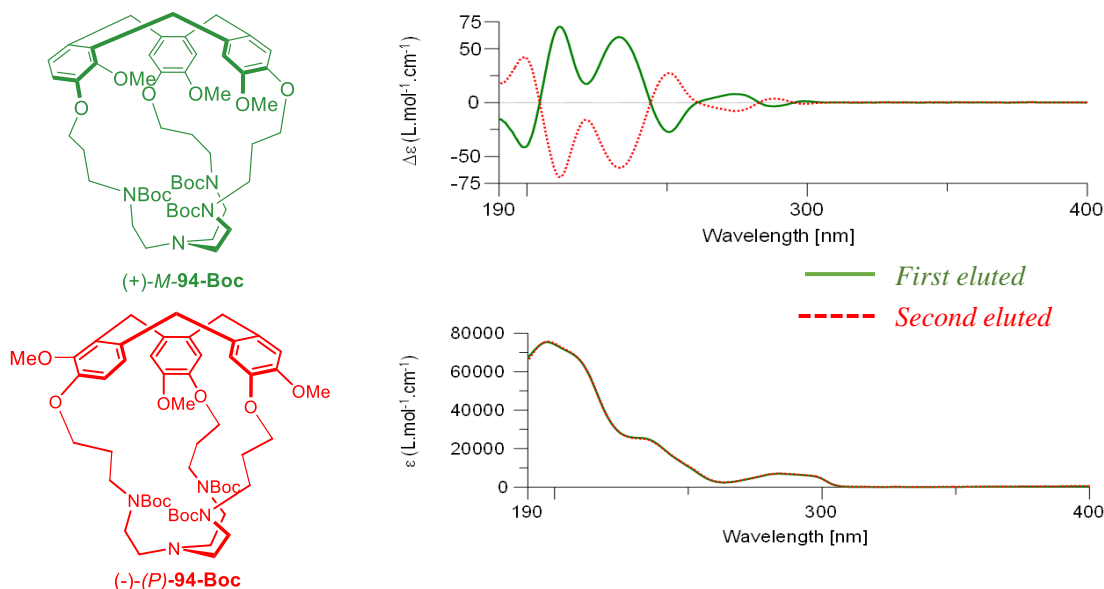 OMe
OMe
OMe
O
O
O
BocN
NBoc
BocN
N
(+)-M-94-Boc
MeO
OMe
OMe
O
O
O
NBoc
NBoc
BocN
N
(-)-(P)-94-Boc
75
50
0
-50
-75
Δε (L.mol-1.cm-1)
190
300
400
Wavelength [nm]
First eluted
Second eluted
80000
60000
40000
20000
0
ε (L.mol-1.cm-1)
190
300
400
Wavelength [nm]